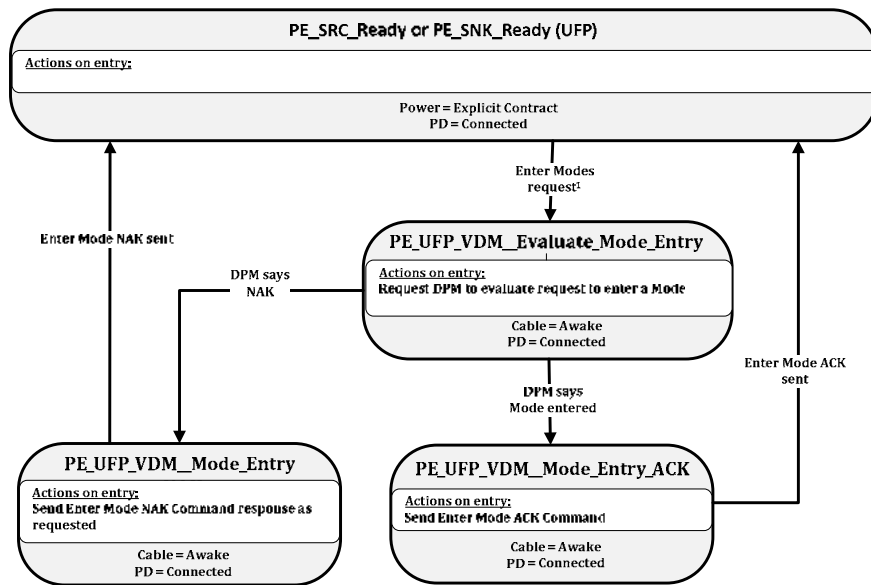 PE_SRC_Ready or PE_SNK_Ready (UFP)
Actions on entry:
Power = Explicit Contract
PD = Connected
Enter Modes
request¹
Enter Mode NAK sent
PE_UFP_VDM_Evaluate_Mode_Entry
Actions on entry:
Request DPM to evaluate request to enter a Mode
Cable = Awake
PD = Connected
DPM says
NAK
Enter Mode ACK
sent
DPM says
Mode entered
PE_UFP_VDM_Mode_Entry
Actions on entry:
Send Enter Mode NAK Command response as
requested
Cable = Awake
PD = Connected
PE_UFP_VDM_Mode_Entry_ACK
Actions on entry:
Send Enter Mode ACK Command
Cable = Awake
PD = Connected